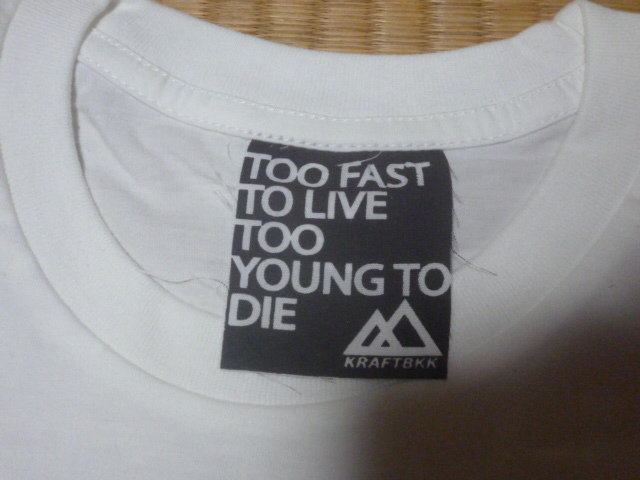 TOO FAST
TO LIVE
TOO
YOUNG TO
DIE
KRAFTBKK